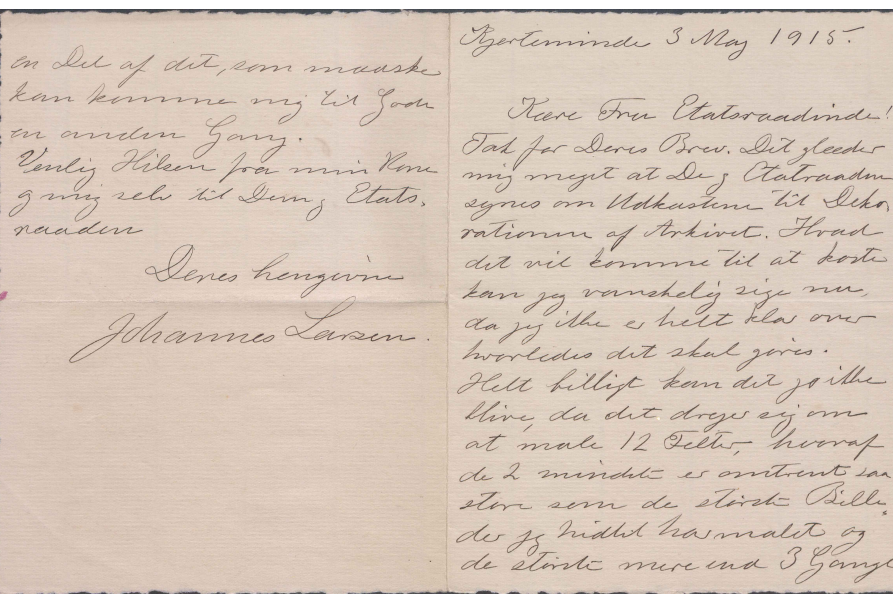 Kjerteminde 3 Maj 1915.
Kære Fru Etatsraadinde!
Tak for Deres Brev. Det glæder
mig meget at De og Etatsraaden
synes om Udkastene til Deko-
rationen af Arkivet. Hvad
det vil komme til at koste
kan jeg vanskelig sige nu,
da jeg ikke er helt klar over
hvorledes det skal gøres.
Helt billigt kan det jo ikke
blive, da det drejer sig om
at male 12 Felter, hvoraf
de 2 mindste er omtrent saa
store som de største Bille-
der jeg hidtil har malet og
de største mere end 3 Gange
en Del af det, som maaske
kan komme mig til Gode
en anden Gang.
Venlig Hilsen fra min Kone
og mig selv til Dem og Etats-
raaden
Deres hengivne
Johannes Larsen.